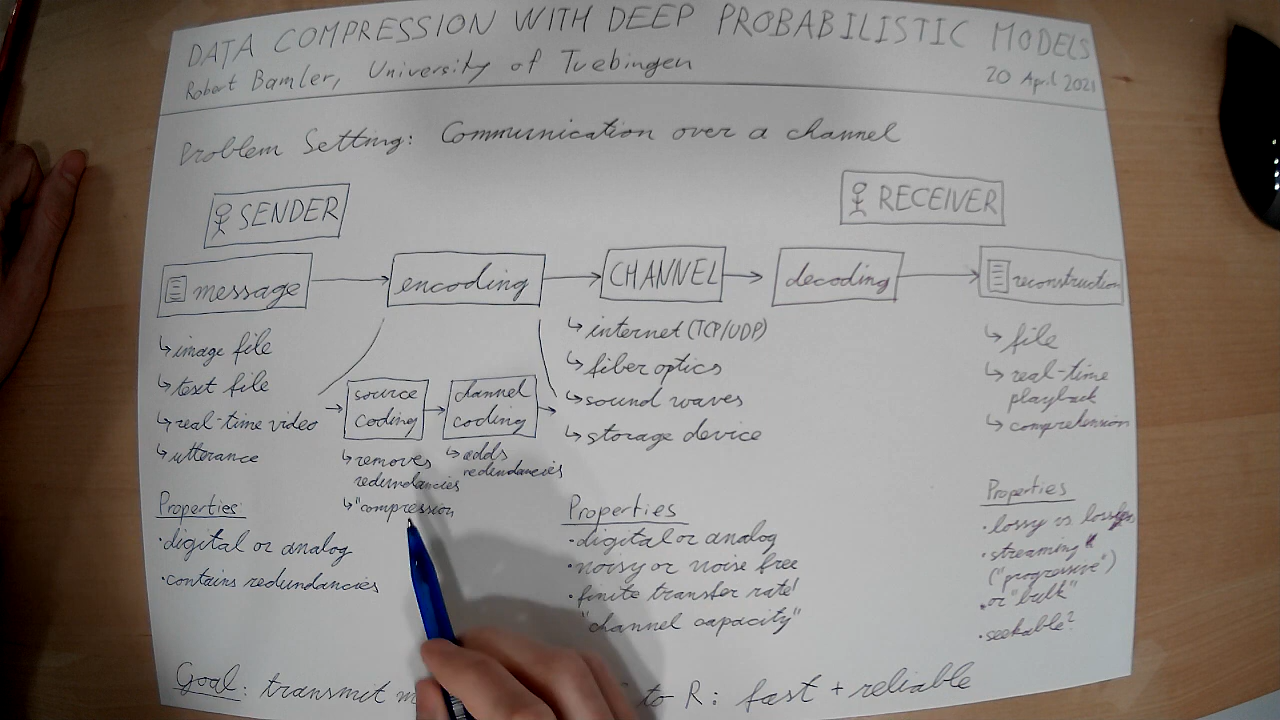 DATA COMPRESSION WITH DEEP PROBABILISTIC MODELS
Robert Bamler, University of Tuebingen
20 April 2021
Problem Setting: Communication over a channel
SENDER
RECEIVER
message
encoding
CHANNEL
decoding
reconstruction
↳ image file
↳ text file
↳ real-time video
↳ utterance
Properties
· digital or analog
· contains redundancies
source
coding
↳ removes
redundancies
↳ "compression
channel
coding
↳ adds
redundancies
↳ internet (TCP/UDP)
↳ fiber optics
↳ sound waves
↳ storage device
Properties
· digital or analog
· noisy or noise free
· finite transfer rate
"channel capacity"
↳ file
↳ real-time
playback
↳ comprehension
Properties
· lossy vs lossless
· streaming
("progressive")
· or "bulk"
· seekable?
Goal: transmit to R: fast + reliable